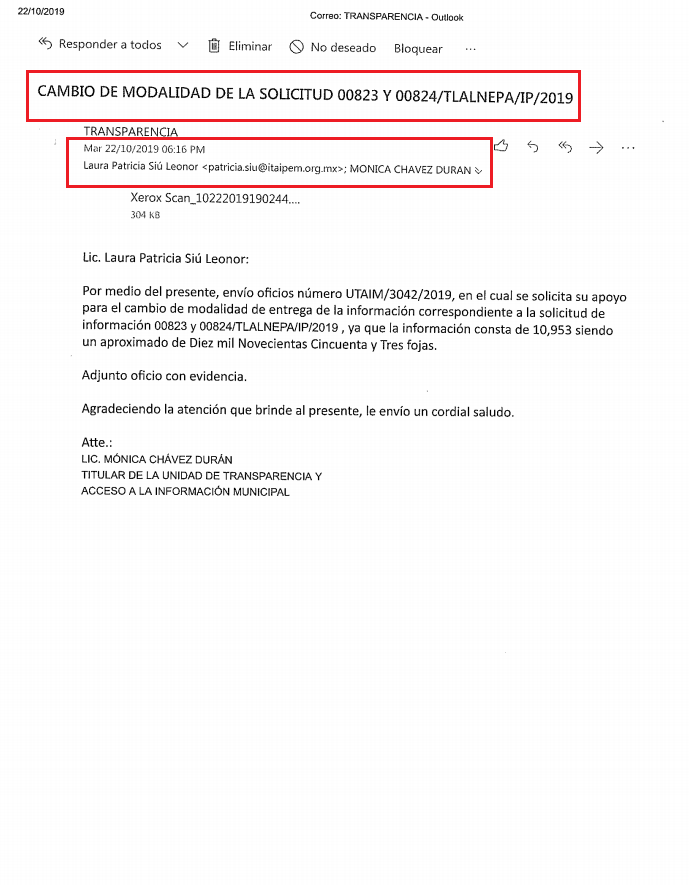 22/10/2019
Correo: TRANSPARENCIA - Outlook
Responder a todos Eliminar No deseado Bloquear ...
CAMBIO DE MODALIDAD DE LA SOLICITUD 00823 Y 00824/TLALNEPA/IP/2019
TRANSPARENCIA
Mar 22/10/2019 06:16 PM
Laura Patricia Siú Leonor <patricia.siu@itaipem.org.mx>; MONICA CHAVEZ DURAN
Xerox Scan_10222019190244....
304 KB
Lic. Laura Patricia Siú Leonor:
Por medio del presente, envío oficios número UTAIM/3042/2019, en el cual se solicita su apoyo
para el cambio de modalidad de entrega de la información correspondiente a la solicitud de
información 00823 y 00824/TLALNEPA/IP/2019 , ya que la información consta de 10,953 siendo
un aproximado de Diez mil Novecientas Cincuenta y Tres fojas.
Adjunto oficio con evidencia.
Agradeciendo la atención que brinde al presente, le envío un cordial saludo.
Atte.:
LIC. MÓNICA CHÁVEZ DURÁN
TITULAR DE LA UNIDAD DE TRANSPARENCIA Y
ACCESO A LA INFORMACIÓN MUNICIPAL